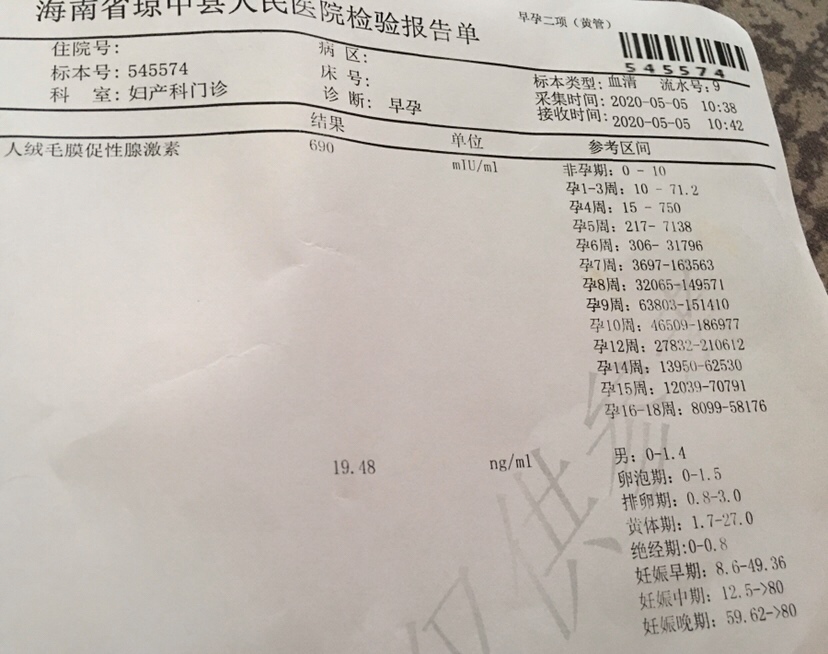 海南省琼中县人民医院检验报告单
早孕二项（黄管）
545574
住院号:
病 区:
标本号: 545574
床 号:
标本类型: 血清 流水号: 9
科 室: 妇产科门诊
诊 断: 早孕
采集时间: 2020-05-05 10:38
接收时间: 2020-05-05 10:42
结果 单位 参考区间
人绒毛膜促性腺激素 690 mIU/ml 非孕期: 0 - 10
孕1-3周: 10 - 71.2
孕4周: 15 - 750
孕5周: 217- 7138
孕6周: 306- 31796
孕7周: 3697-163563
孕8周: 32065-149571
孕9周: 63803-151410
孕10周: 46509-186977
孕12周: 27832-210612
孕14周: 13950-62530
孕15周: 12039-70791
孕16-18周: 8099-58176
19.48 ng/ml 男: 0-1.4
卵泡期: 0-1.5
排卵期: 0.8-3.0
黄体期: 1.7-27.0
绝经期:0-0.8
妊娠早期: 8.6-49.36
妊娠中期: 12.5->80
妊娠晚期: 59.62->80
仅供参